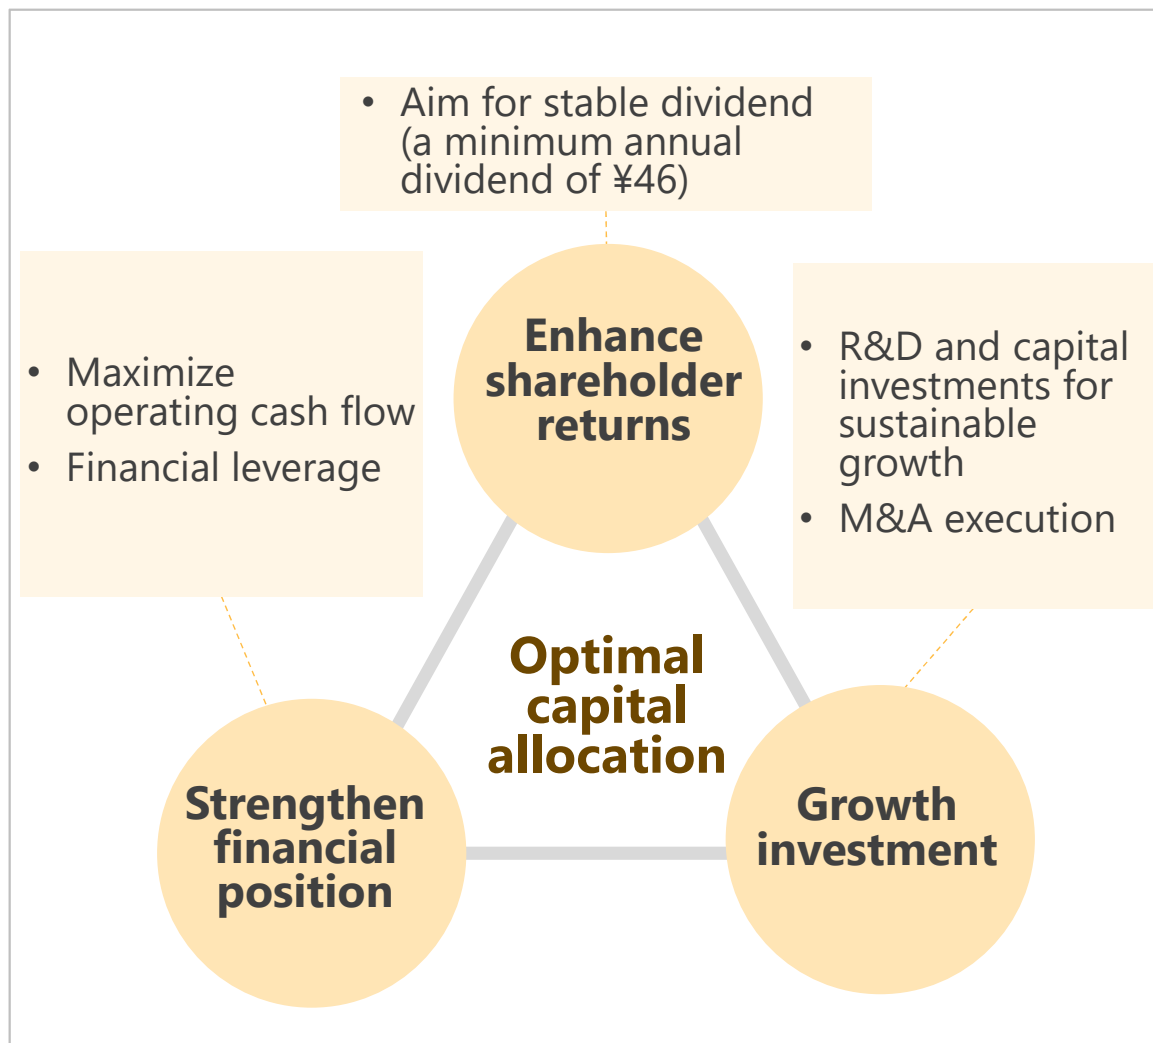 • Aim for stable dividend
(a minimum annual
dividend of ¥46)
Enhance
shareholder
returns
• Maximize
operating cash flow
• Financial leverage
• R&D and capital
investments for
sustainable
growth
• M&A execution
Optimal
capital
allocation
Strengthen
financial
position
Growth
investment